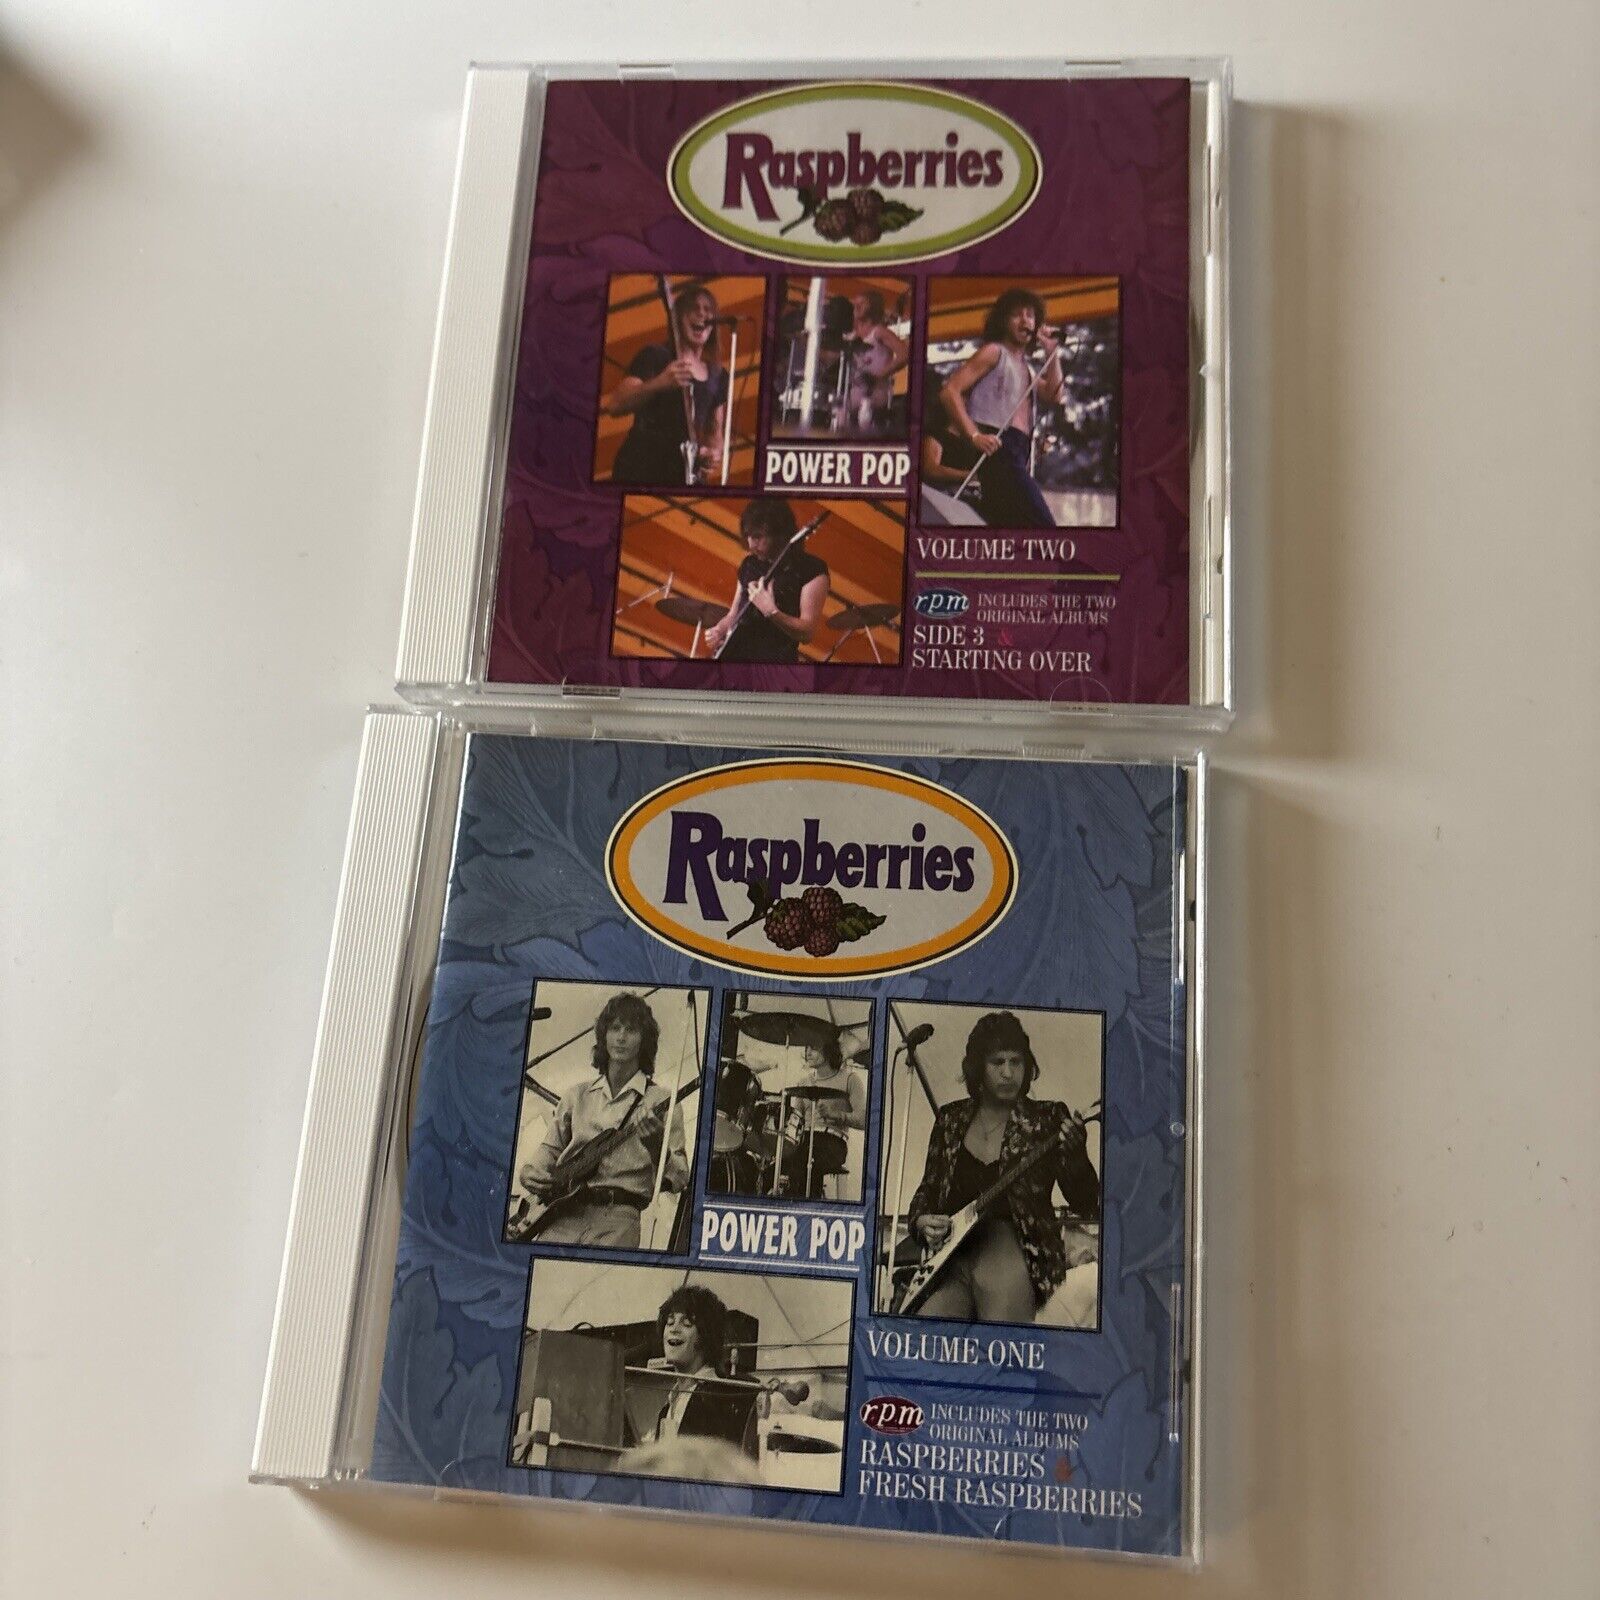 Raspberries
POWER POP
VOLUME TWO
rpm INCLUDES THE TWO
ORIGINAL ALBUMS
SIDE 3 &
STARTING OVER
Raspberries
POWER POP
VOLUME ONE
rpm INCLUDES THE TWO
ORIGINAL ALBUMS
RASPBERRIES &
FRESH RASPBERRIES